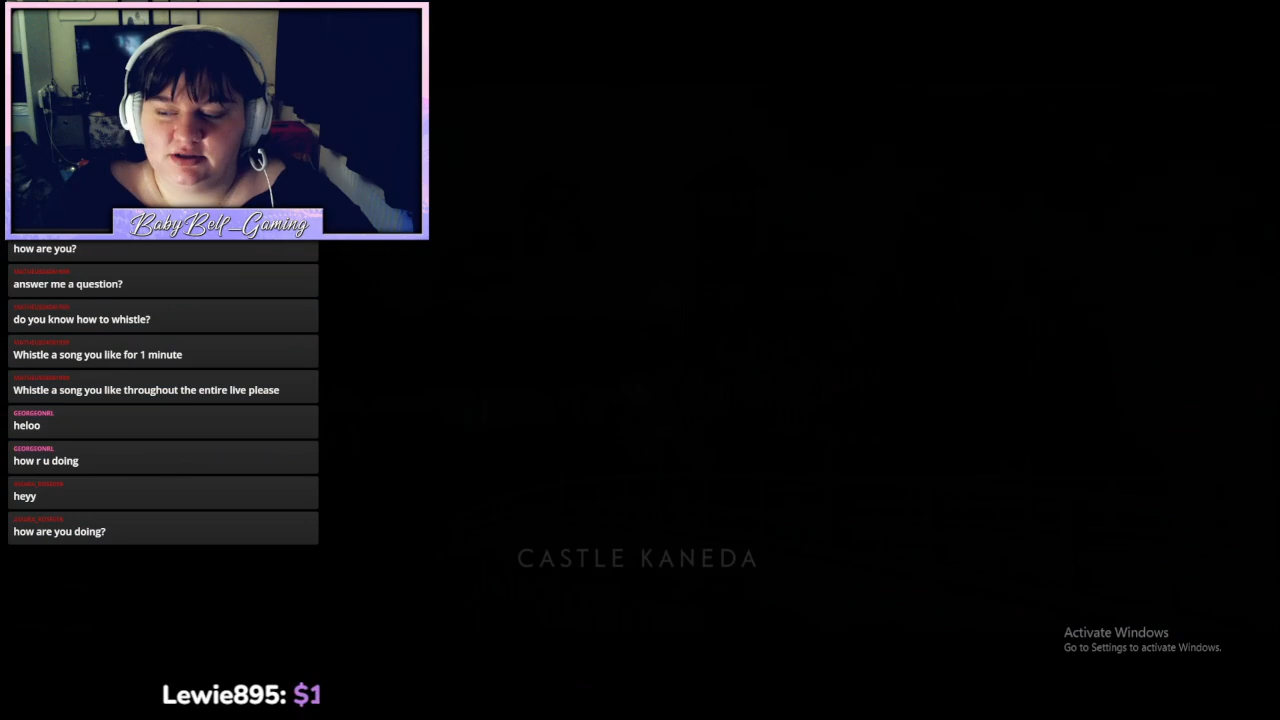 BabyBelf_Gaming
how are you?
answer me a question?
do you know how to whistle?
Whistle a song you like for 1 minute
Whistle a song you like throughout the entire live please
GEORGEONRL
heloo
GEORGEONRL
how r u doing
heyy
how are you doing?
CASTLE KANEDA
Activate Windows
Go to Settings to activate Windows.
Lewie895: $1